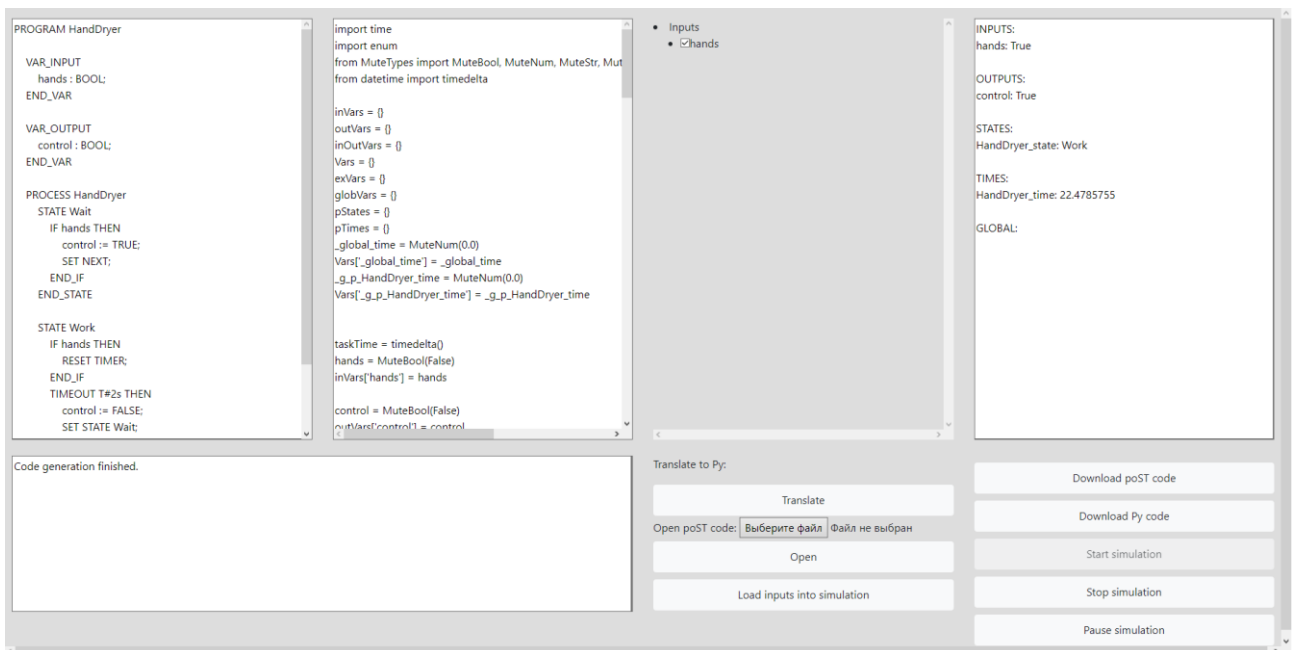 PROGRAM HandDryer
VAR_INPUT
hands : BOOL;
END_VAR
VAR_OUTPUT
control : BOOL;
END_VAR
PROCESS HandDryer
STATE Wait
IF hands THEN
control := TRUE;
SET NEXT;
END_IF
END_STATE
STATE Work
IF hands THEN
RESET TIMER;
END_IF
TIMEOUT T#2s THEN
control := FALSE;
SET STATE Wait;
import time
import enum
from MuteTypes import MuteBool, MuteNum, MuteStr, Mut
from datetime import timedelta
inVars = {}
outVars = {}
inOutVars = {}
Vars = {}
exVars = {}
globVars = {}
pStates = {}
pTimes = {}
_global_time = MuteNum(0.0)
Vars['_global_time'] = _global_time
_g_p_HandDryer_time = MuteNum(0.0)
Vars['_g_p_HandDryer_time'] = _g_p_HandDryer_time
taskTime = timedelta()
hands = MuteBool(False)
inVars['hands'] = hands
control = MuteBool(False)
outVars['control'] = control
Inputs
hands
INPUTS:
hands: True
OUTPUTS:
control: True
STATES:
HandDryer_state: Work
TIMES:
HandDryer_time: 22.4785755
GLOBAL:
Code generation finished.
Translate to Py:
Translate
Open poST code: Выберите файл Файл не выбран
Open
Load inputs into simulation
Download poST code
Download Py code
Start simulation
Stop simulation
Pause simulation